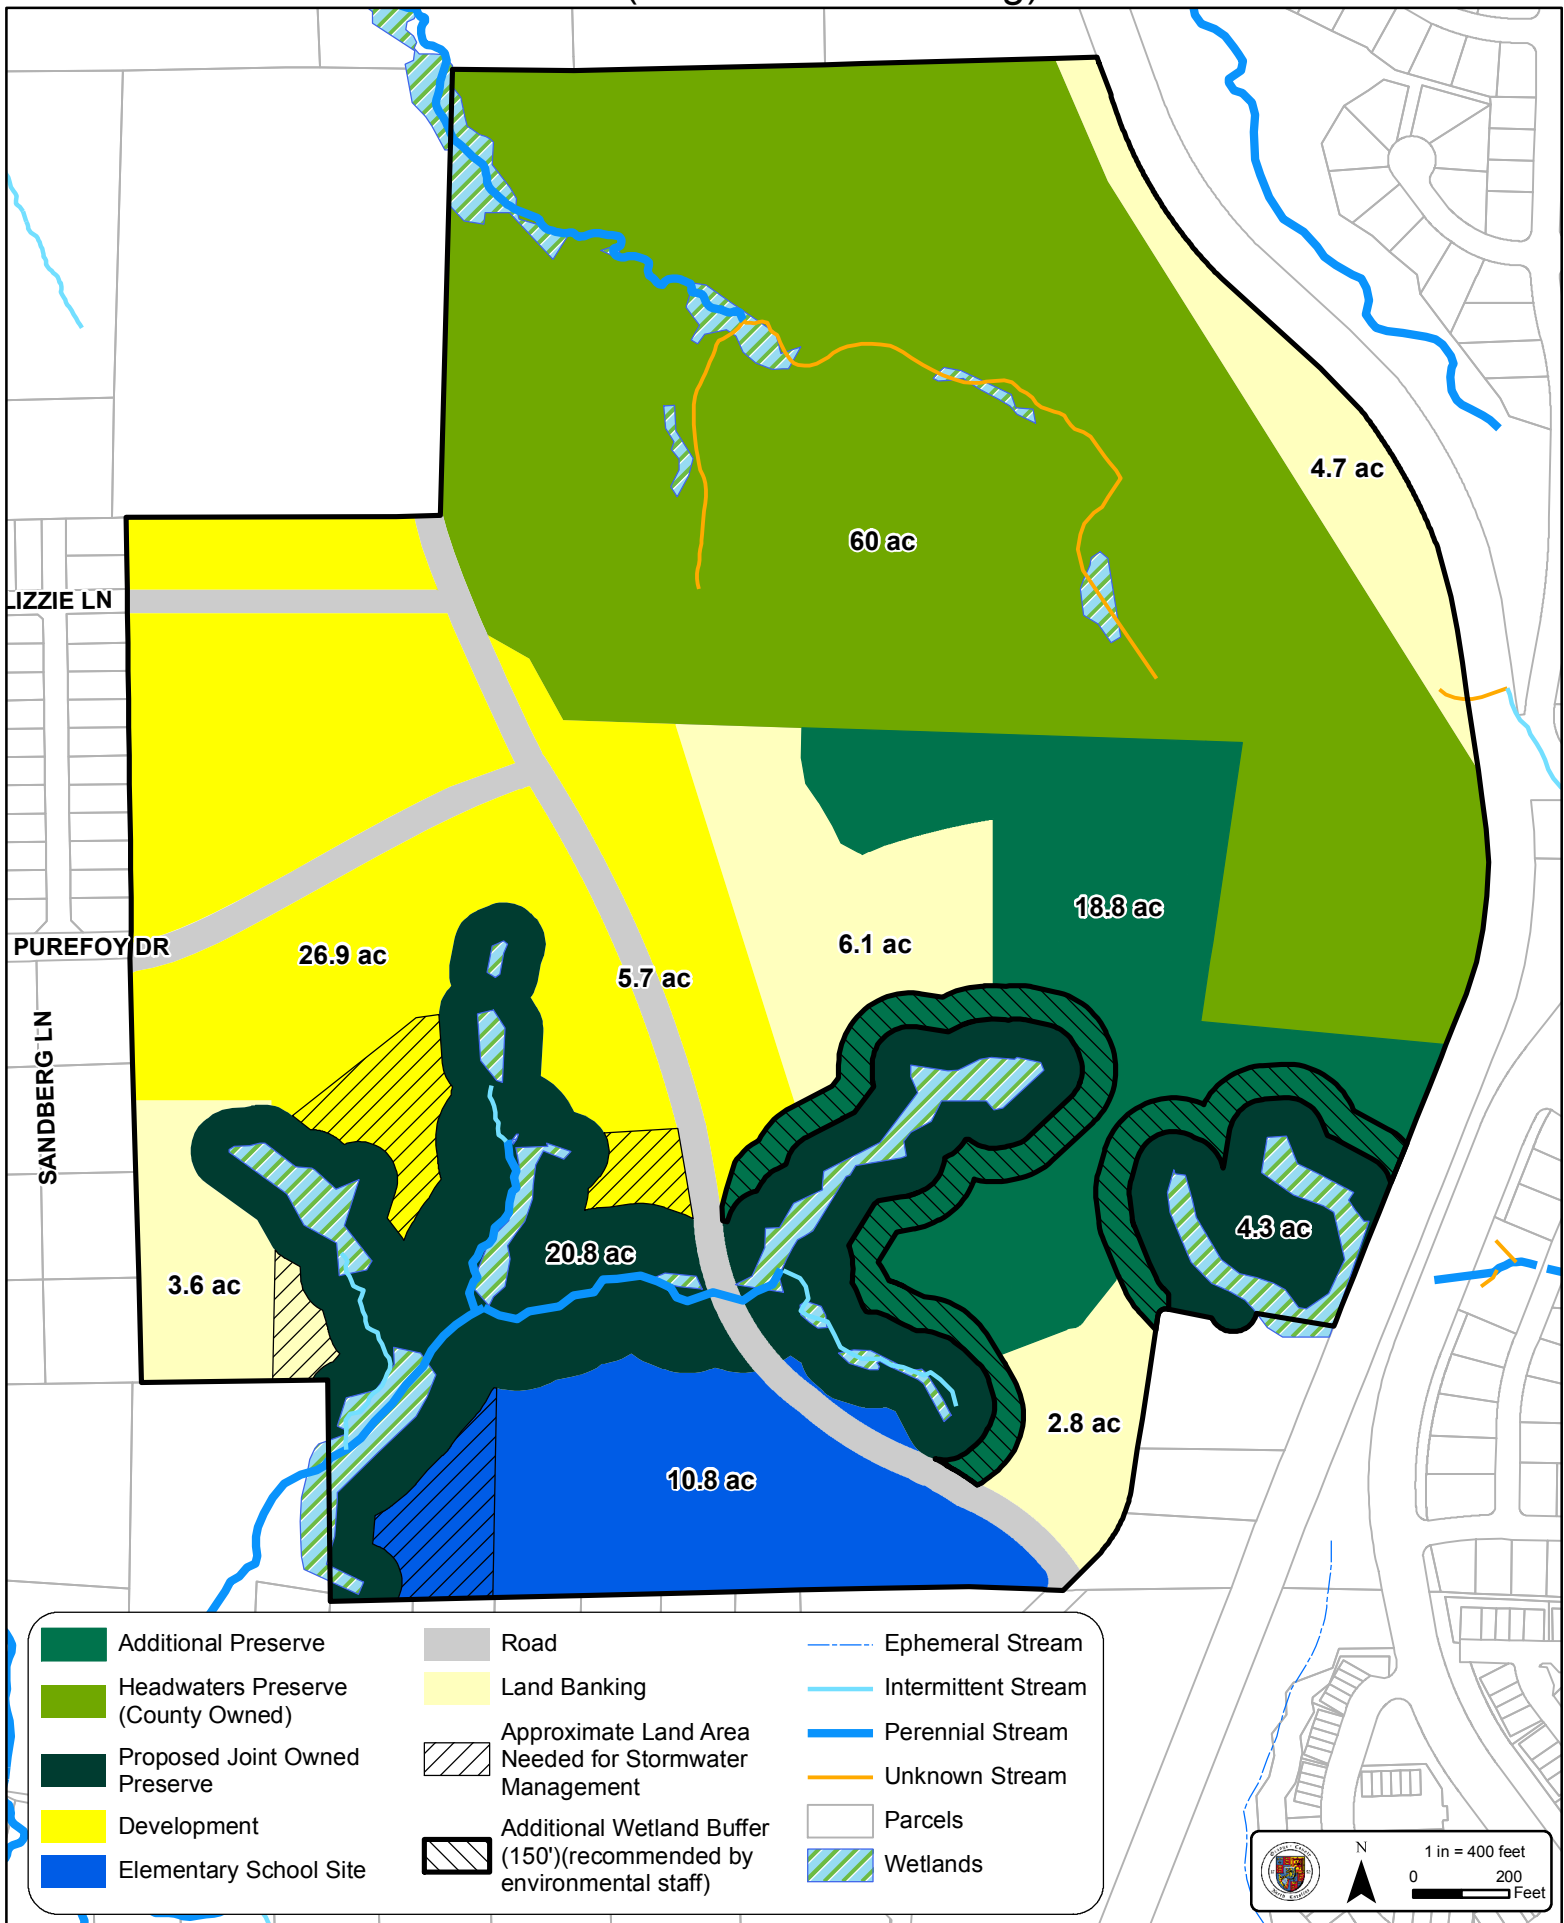 4.7 ac
60 ac
LIZZIE LN
18.8 ac
6.1 ac
PUREFOY DR
26.9 ac
5.7 ac
SANDBERG LN
4.3 ac
20.8 ac
3.6 ac
2.8 ac
10.8 ac
Additional Preserve
Headwaters Preserve
(County Owned)
Proposed Joint Owned
Preserve
Development
Elementary School Site
Road
Land Banking
Approximate Land Area
Needed for Stormwater
Management
Additional Wetland Buffer
(150')(recommended by
environmental staff)
Ephemeral Stream
Intermittent Stream
Perennial Stream
Unknown Stream
Parcels
Wetlands
N
1 in = 400 feet
0 200
Feet